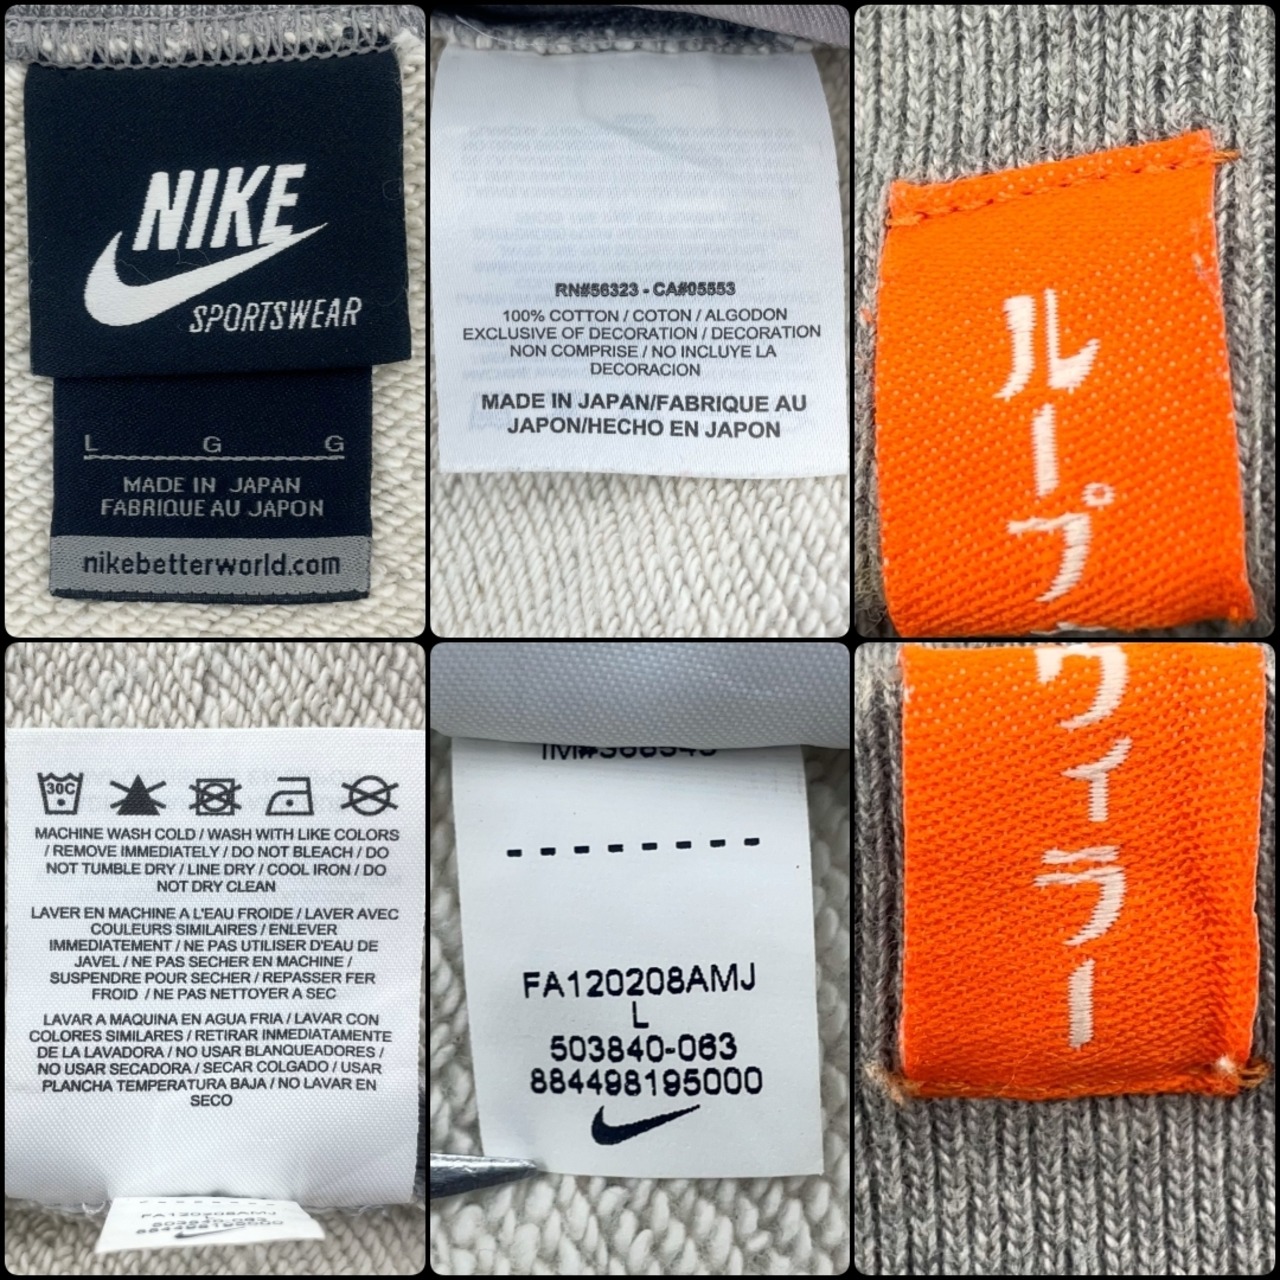 NIKE
SPORTSWEAR
L G G
MADE IN JAPAN
FABRIQUE AU JAPON
nikebetterworld.com
RN#56323 - CA#05553
100% COTTON / COTON / ALGODON
EXCLUSIVE OF DECORATION / DECORATION
NON COMPRISE / NO INCLUYE LA
DECORACION
MADE IN JAPAN/FABRIQUE AU
JAPON/HECHO EN JAPON
ループ
30C
MACHINE WASH COLD / WASH WITH LIKE COLORS
/ REMOVE IMMEDIATELY / DO NOT BLEACH / DO
NOT TUMBLE DRY / LINE DRY / COOL IRON / DO
NOT DRY CLEAN
LAVER EN MACHINE A L'EAU FROIDE / LAVER AVEC
COULEURS SIMILAIRES / ENLEVER
IMMEDIATEMENT / NE PAS UTILISER D'EAU DE
JAVEL / NE PAS SECHER EN MACHINE /
SUSPENDRE POUR SECHER / REPASSER FER
FROID / NE PAS NETTOYER A SEC
LAVAR A MAQUINA EN AGUA FRIA / LAVAR CON
COLORES SIMILARES / RETIRAR INMEDIATAMENTE
DE LA LAVADORA / NO USAR BLANQUEADORES /
NO USAR SECADORA / SECAR COLGADO / USAR
PLANCHA TEMPERATURA BAJA / NO LAVAR EN
SECO
FA120208AMJ
L
503840-063
884498195000
FA120208AMJ
L
503840-063
884498195000
ウィラー